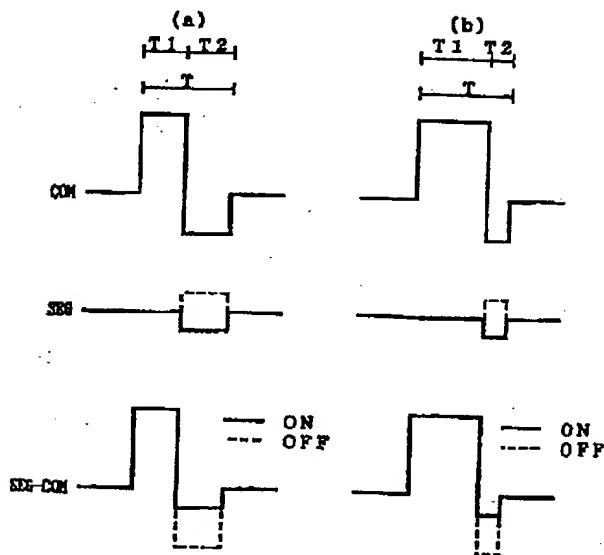 (a) (b)
T1 T2 T1 T2
T T
COM
SEG
ON ON
OFF OFF
SEG-COM